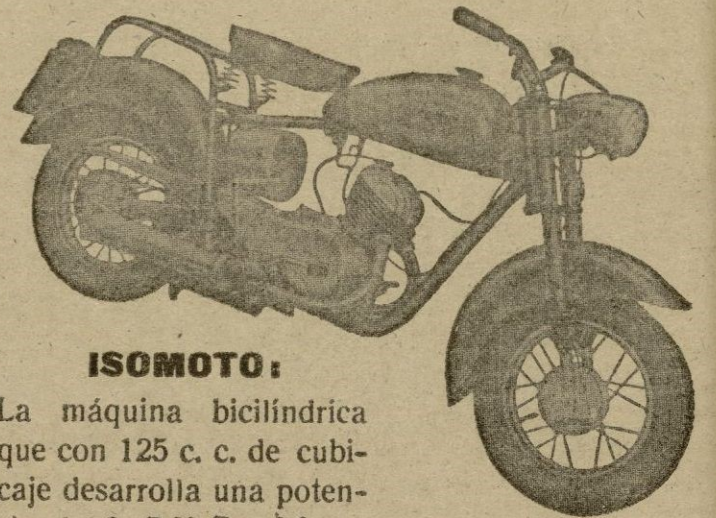 ISOMOTO:
La máquina bicilíndrica
que con 125 c. c. de cubi-
caje desarrolla una poten-